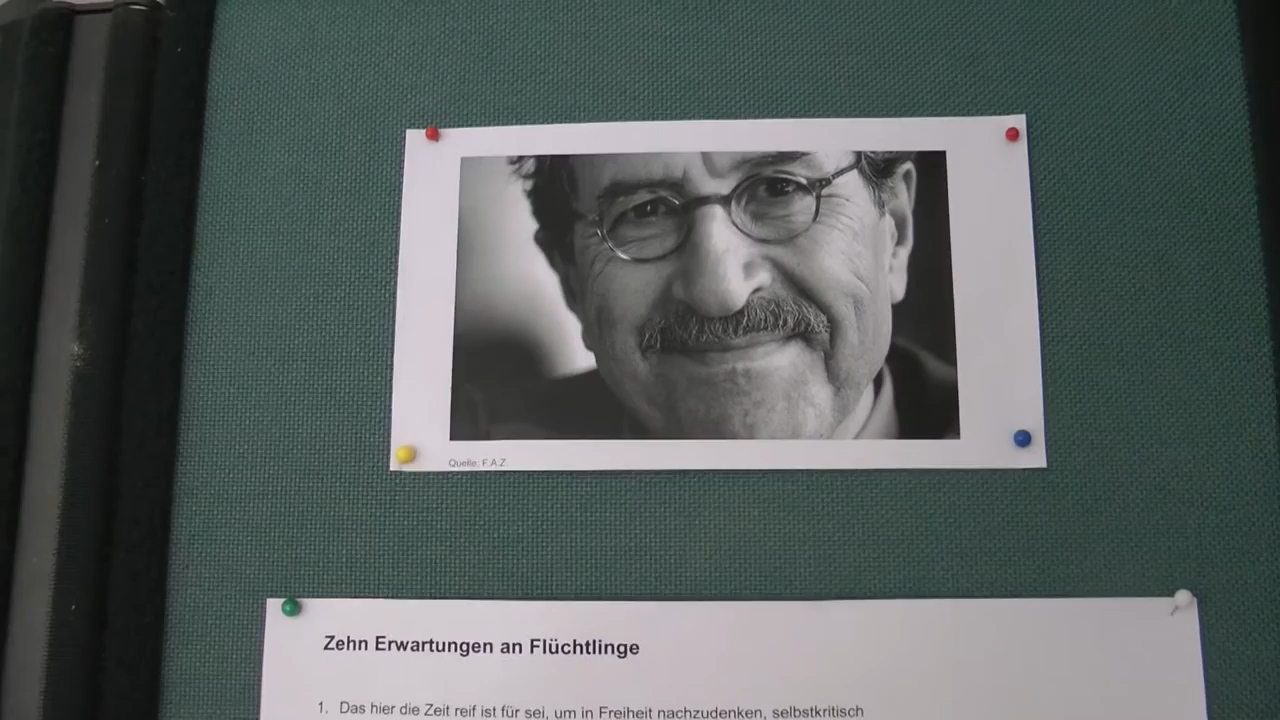 Quelle: F.A.Z.
Zehn Erwartungen an Flüchtlinge
1. Das hier die Zeit reif ist für sei, um in Freiheit nachzudenken, selbstkritisch